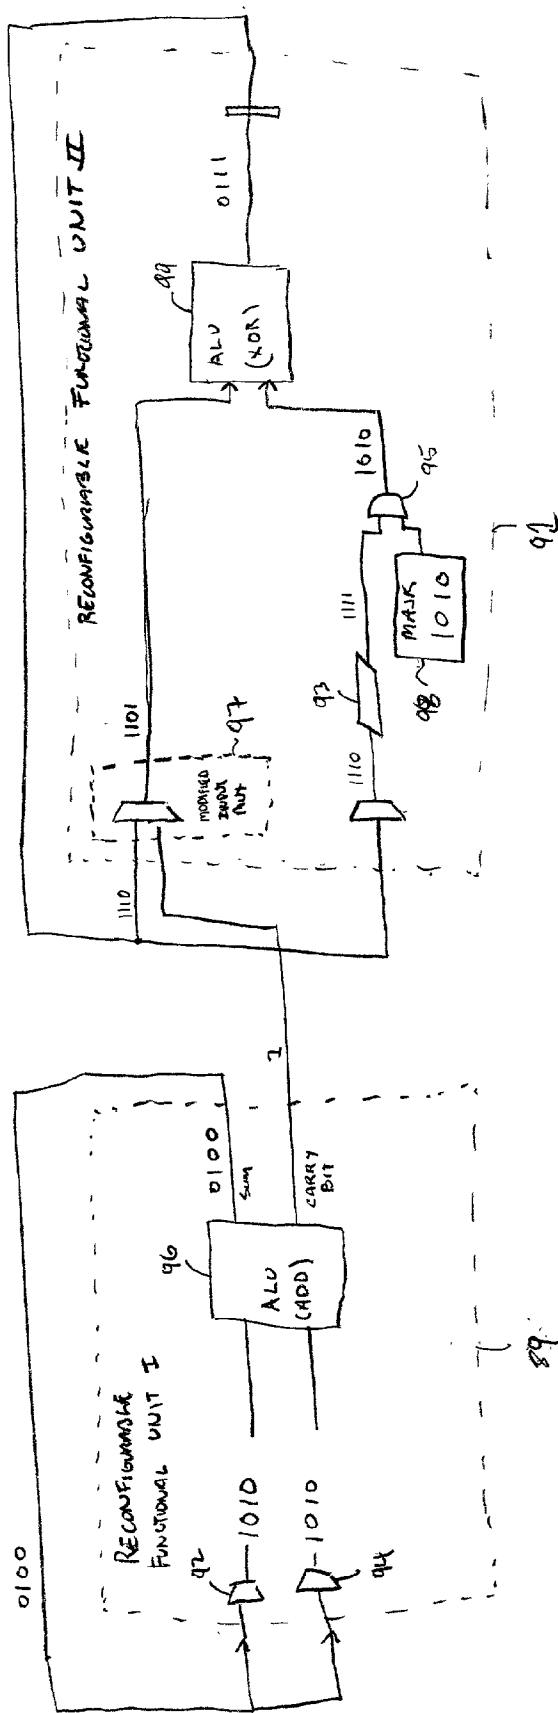 RECONFIGURABLE FUNCTIONAL UNIT II
0111
99
ALU
(XOR)
1101
97
MODIFIED
INPUT
MUX
1110
1010
95
1111
MASK
1010
98
93
1110
91
1
0100
SUM
CARRY
BIT
96
ALU
(ADD)
RECONFIGURABLE
FUNCTIONAL UNIT I
92
1010
1010
94
89
0100